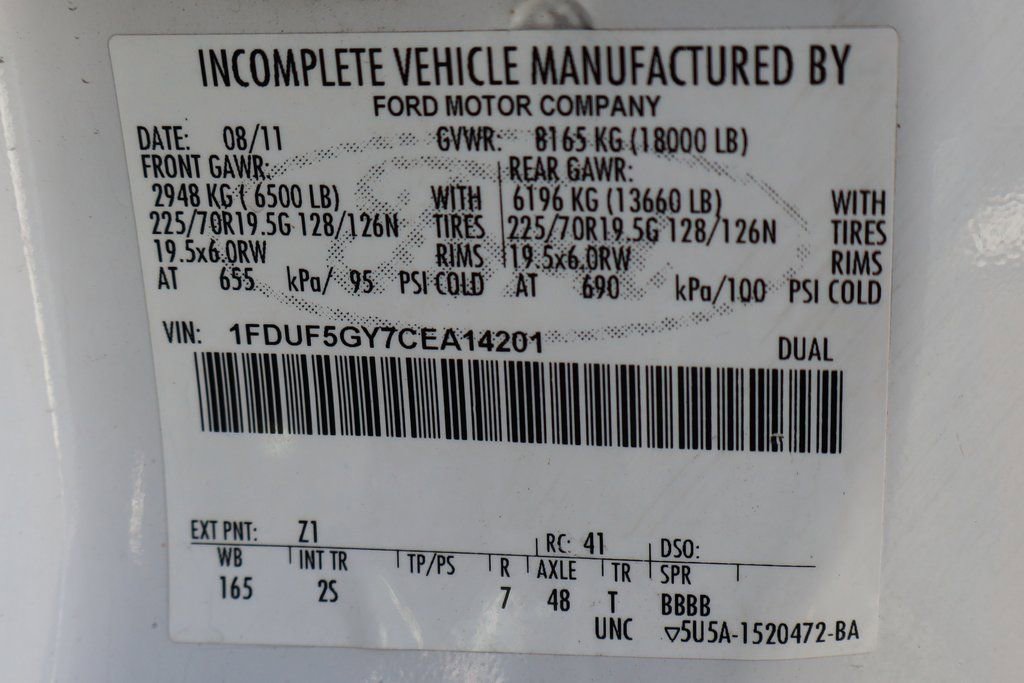 INCOMPLETE VEHICLE MANUFACTURED BY
FORD MOTOR COMPANY
DATE: 08/11 GVWR: 8165 KG (18000 LB)
FRONT GAWR: REAR GAWR:
2948 KG ( 6500 LB) WITH 6196 KG (13660 LB) WITH
225/70R19.5G 128/126N TIRES 225/70R19.5G 128/126N TIRES
19.5x6.0RW RIMS 19.5x6.0RW RIMS
AT 655 kPa/ 95 PSI COLD AT 690 kPa/100 PSI COLD
VIN: 1FDUF5GY7CEA14201 DUAL
EXT PNT: Z1 RC: 41 DSO:
WB INT TR TP/PS R AXLE TR SPR
165 2S 7 48 T BBBB
UNC ▽5U5A-1520472-BA